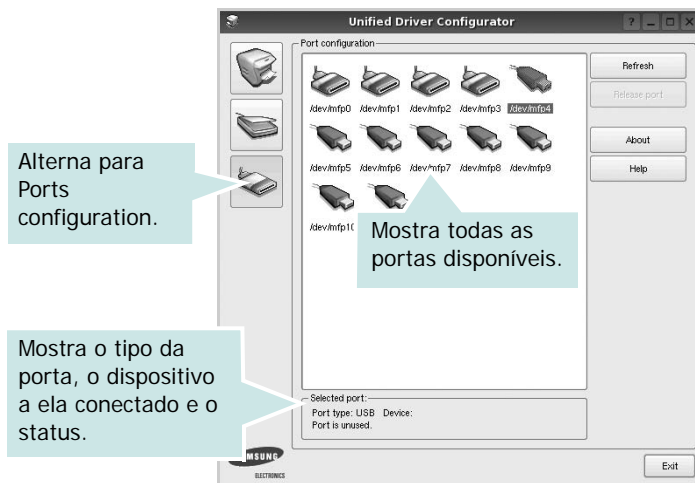 Unified Driver Configurator
Port configuration
/dev/mfp0 /dev/mfp1 /dev/mfp2 /dev/mfp3 /dev/mfp4
/dev/mfp5 /dev/mfp6 /dev/mfp7 /dev/mfp8 /dev/mfp9
/dev/mfp10
Refresh
Release port
About
Help
Alterna para
Ports
configuration.
Mostra todas as
portas disponíveis.
Mostra o tipo da
porta, o dispositivo
a ela conectado e o
status.
Selected port:
Port type: USB Device:
Port is unused.
MSUNG
ELECTRONICS
Exit